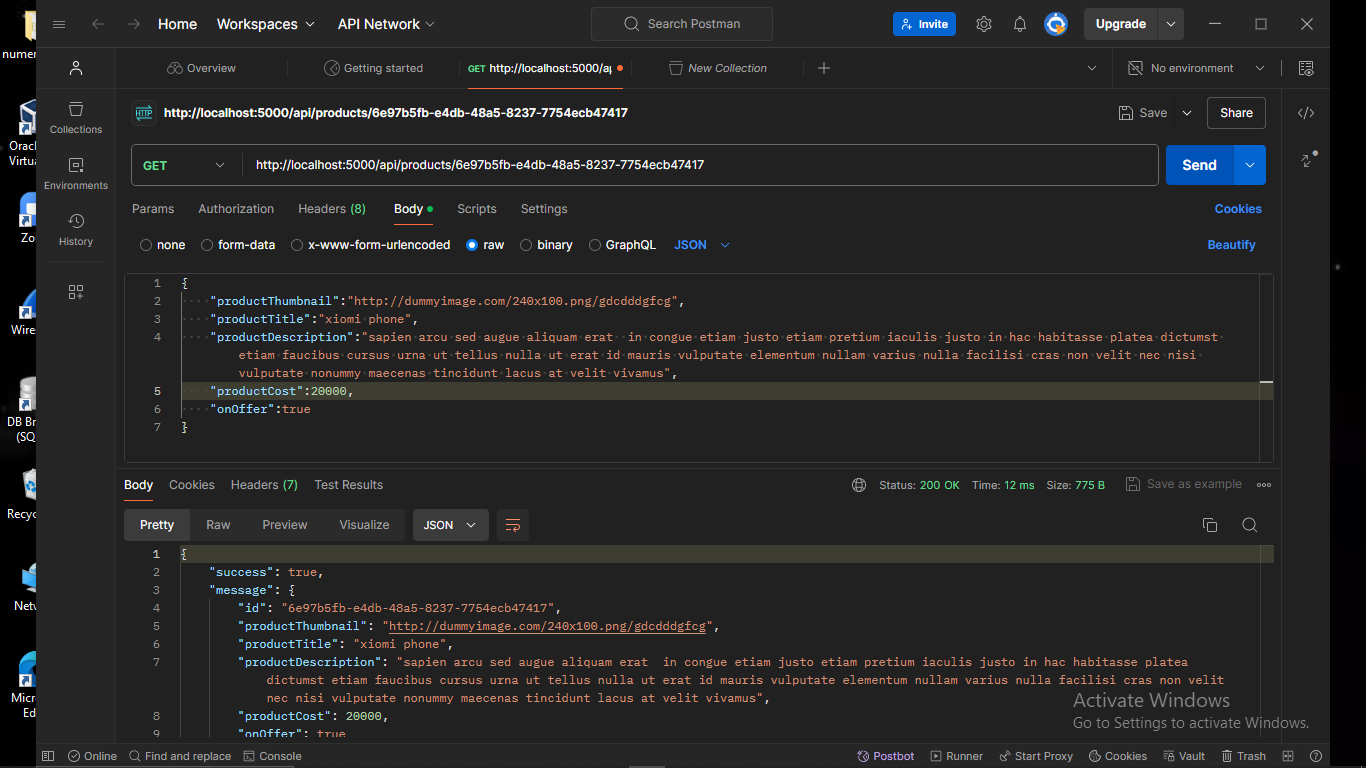 numer
Orac
Virtu
Zo
Wire
DB Br
(SQ
Recyc
Netw
Micr
Ed
Home Workspaces API Network Search Postman Invite Upgrade
Overview Getting started GET http://localhost:5000/ap New Collection No environment
HTTP http://localhost:5000/api/products/6e97b5fb-e4db-48a5-8237-7754ecb47417 Save Share
Collections
Environments
History
GET http://localhost:5000/api/products/6e97b5fb-e4db-48a5-8237-7754ecb47417 Send
Params Authorization Headers (8) Body Scripts Settings Cookies
none form-data x-www-form-urlencoded raw binary GraphQL JSON Beautify
1 {
2 "productThumbnail":"http://dummyimage.com/240x100.png/gdcdddgfcg",
3 "productTitle":"xiomi phone",
4 "productDescription":"sapien arcu sed augue aliquam erat  in congue etiam justo etiam pretium iaculis justo in hac habitasse platea dictumst
etiam faucibus cursus urna ut tellus nulla ut erat id mauris vulputate elementum nullam varius nulla facilisi cras non velit nec nisi
vulputate nonummy maecenas tincidunt lacus at velit vivamus",
5 "productCost":20000,
6 "onOffer":true
7 }
Body Cookies Headers (7) Test Results Status: 200 OK Time: 12 ms Size: 775 B Save as example
Pretty Raw Preview Visualize JSON
1 {
2 "success": true,
3 "message": {
4 "id": "6e97b5fb-e4db-48a5-8237-7754ecb47417",
5 "productThumbnail": "http://dummyimage.com/240x100.png/gdcdddgfcg",
6 "productTitle": "xiomi phone",
7 "productDescription": "sapien arcu sed augue aliquam erat  in congue etiam justo etiam pretium iaculis justo in hac habitasse platea
dictumst etiam faucibus cursus urna ut tellus nulla ut erat id mauris vulputate elementum nullam varius nulla facilisi cras non velit
nec nisi vulputate nonummy maecenas tincidunt lacus at velit vivamus",
8 "productCost": 20000,
9 "onOffer": true
Activate Windows
Go to Settings to activate Windows.
Online Find and replace Console Postbot Runner Start Proxy Cookies Vault Trash